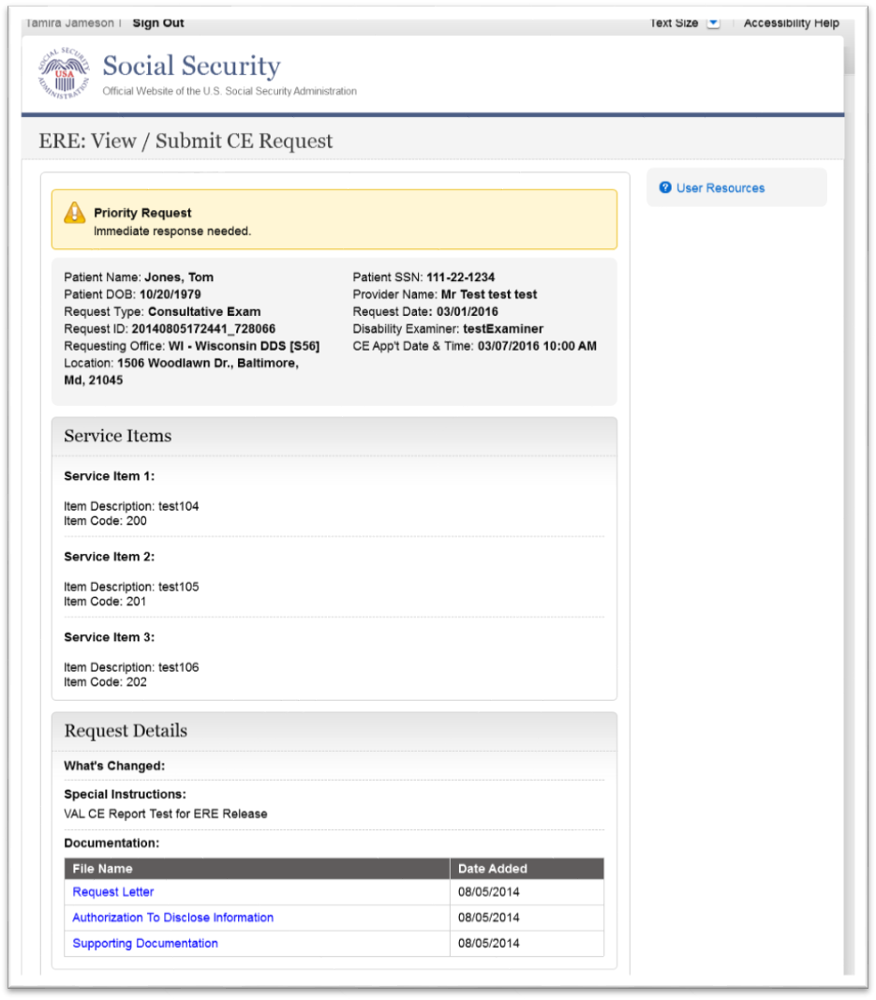 Tamira Jameson | Sign Out Text Size Accessibility Help
SOCIAL SECURITY ADMINISTRATION
USA
Social Security
Official Website of the U.S. Social Security Administration
ERE: View / Submit CE Request
User Resources
Priority Request
Immediate response needed.
Patient Name: Jones, Tom
Patient DOB: 10/20/1979
Request Type: Consultative Exam
Request ID: 20140805172441_728066
Requesting Office: WI - Wisconsin DDS [S56]
Location: 1506 Woodlawn Dr., Baltimore,
Md, 21045
Patient SSN: 111-22-1234
Provider Name: Mr Test test test
Request Date: 03/01/2016
Disability Examiner: testExaminer
CE App't Date & Time: 03/07/2016 10:00 AM
Service Items
Service Item 1:
Item Description: test104
Item Code: 200
Service Item 2:
Item Description: test105
Item Code: 201
Service Item 3:
Item Description: test106
Item Code: 202
Request Details
What's Changed:
Special Instructions:
VAL CE Report Test for ERE Release
Documentation:
File Name Date Added
Request Letter 08/05/2014
Authorization To Disclose Information 08/05/2014
Supporting Documentation 08/05/2014